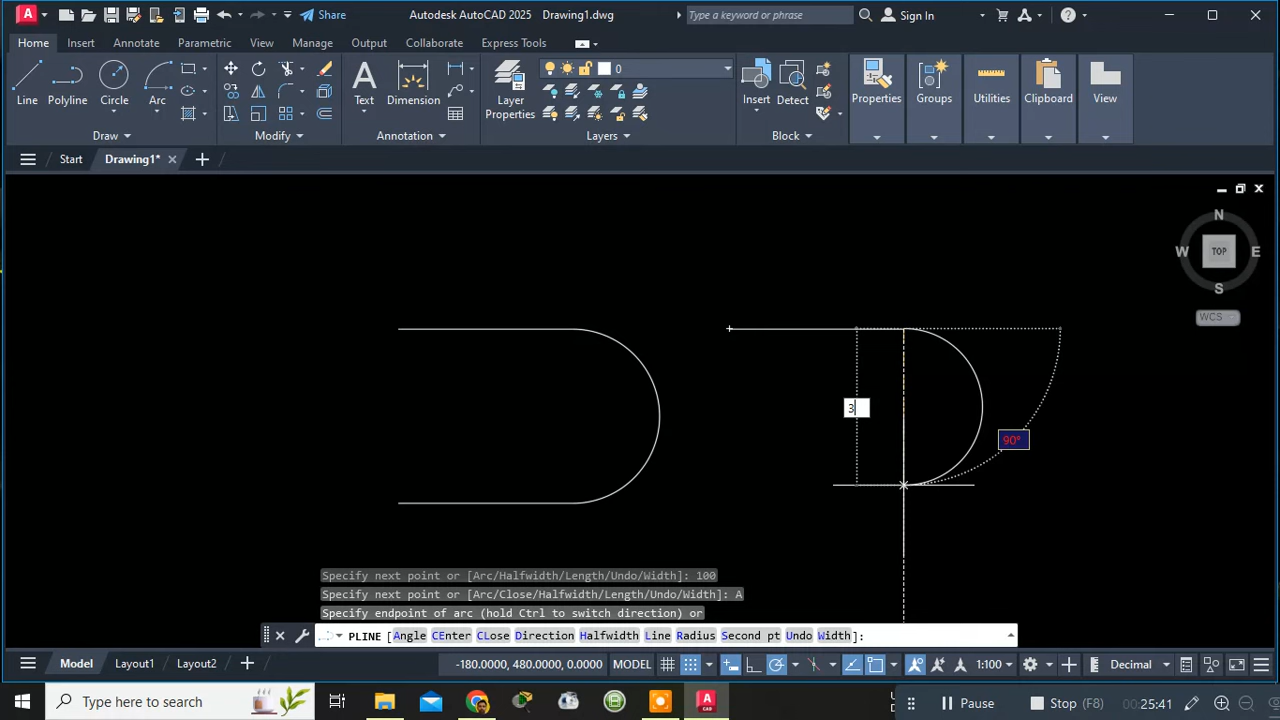 Share
Autodesk AutoCAD 2025 Drawing1.dwg
Type a keyword or phrase
Sign In
Home Insert Annotate Parametric View Manage Output Collaborate Express Tools
0
Line Polyline Circle Arc
Text Dimension
Layer Properties
Insert Detect
Properties Groups Utilities Clipboard View
Draw Modify Annotation Layers Block
Start Drawing1*
N
W TOP E
S
WCS
3
90°
Specify next point or [Arc/Halfwidth/Length/Undo/Width]: 100
Specify next point or [Arc/Close/Halfwidth/Length/Undo/Width]: A
Specify endpoint of arc (hold Ctrl to switch direction) or
PLINE [Angle CEnter CLose Direction Halfwidth Line Radius Second pt Undo Width]:
Model Layout1 Layout2
-180.0000, 480.0000, 0.0000 MODEL
1:100
Decimal
Type here to search
Pause
Stop (F8)
00:25:41